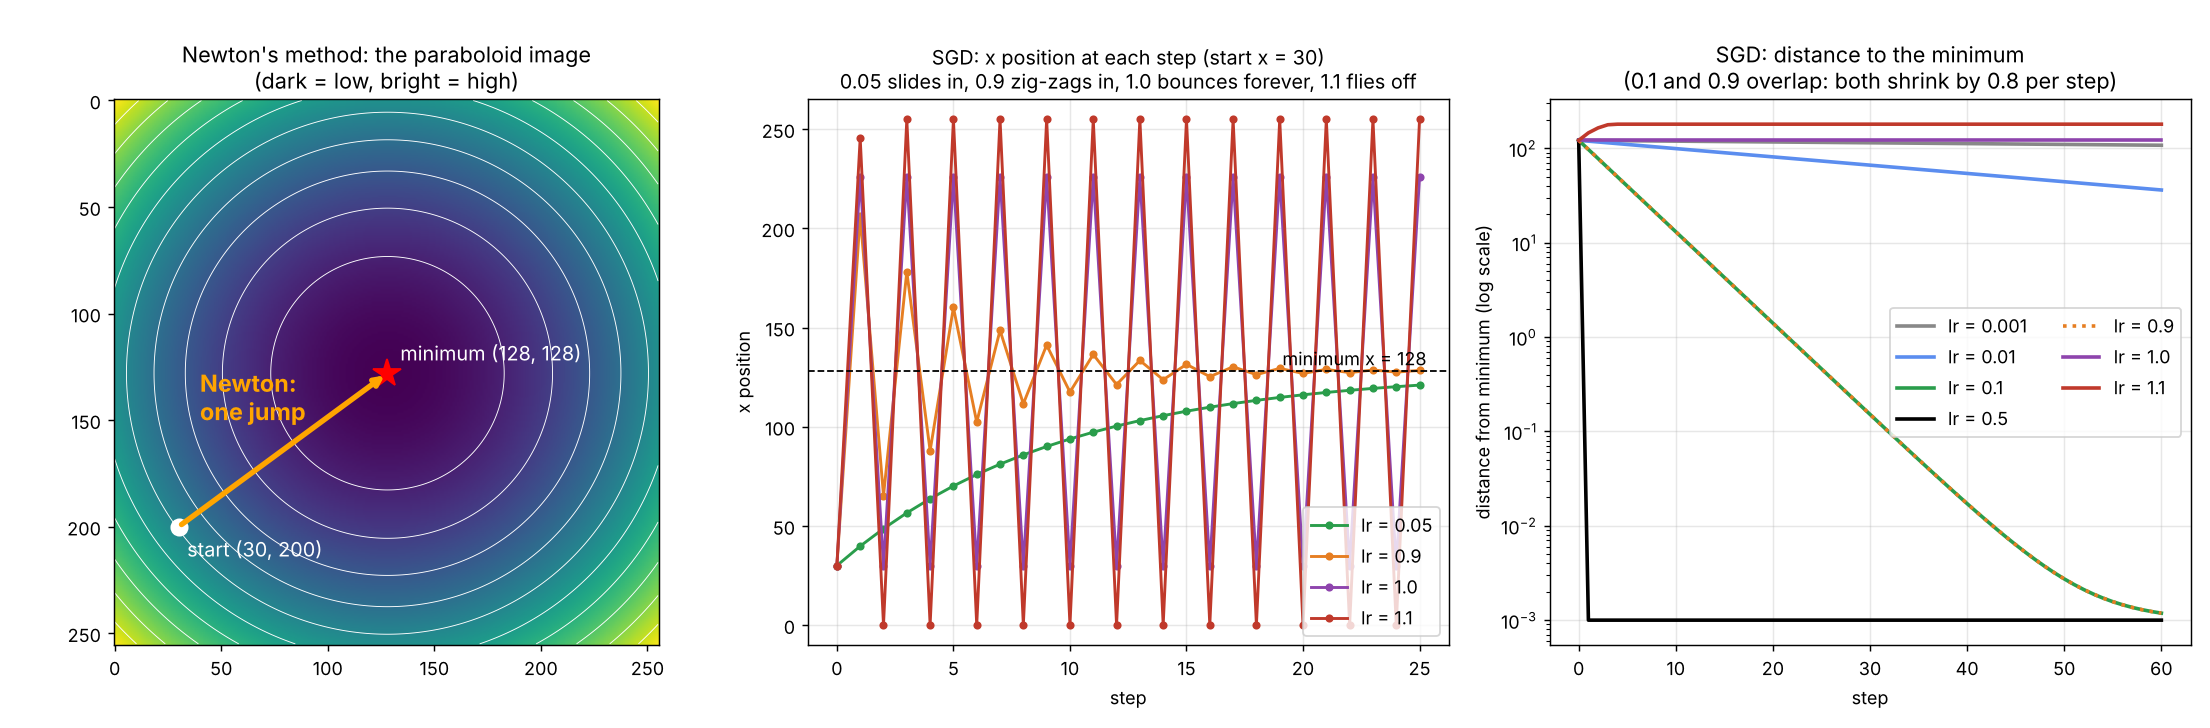 Newton's method: the paraboloid image
(dark = low, bright = high)
0
50
100
150
200
250
0
50
100
150
200
250
minimum (128, 128)
Newton:
one jump
start (30, 200)
SGD: x position at each step (start x = 30)
0.05 slides in, 0.9 zig-zags in, 1.0 bounces forever, 1.1 flies off
x position
250
200
150
100
50
0
0
5
10
15
20
25
step
minimum x = 128
lr = 0.05
lr = 0.9
lr = 1.0
lr = 1.1
SGD: distance to the minimum
(0.1 and 0.9 overlap: both shrink by 0.8 per step)
distance from minimum (log scale)
10²
10¹
10⁰
10⁻¹
10⁻²
10⁻³
0
10
20
30
40
50
60
step
lr = 0.001
lr = 0.01
lr = 0.1
lr = 0.5
lr = 0.9
lr = 1.0
lr = 1.1